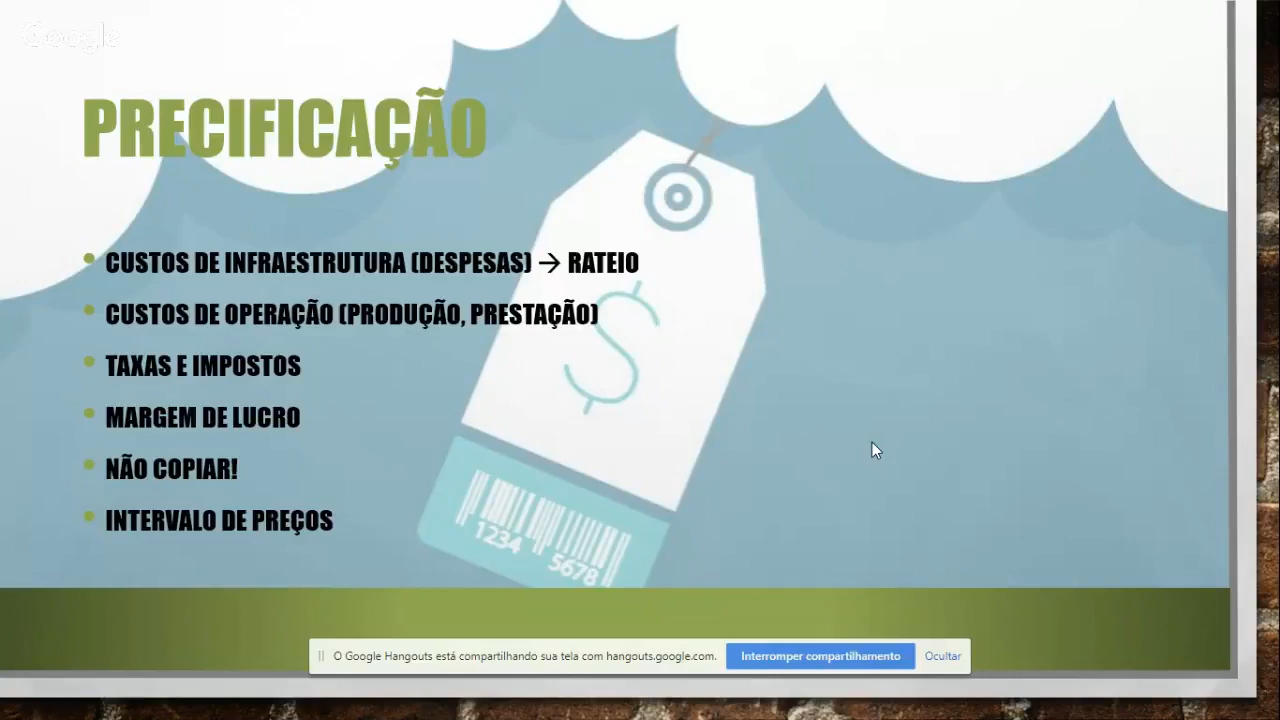 Google
PRECIFICAÇÃO
• CUSTOS DE INFRAESTRUTURA (DESPESAS) → RATEIO
• CUSTOS DE OPERAÇÃO (PRODUÇÃO, PRESTAÇÃO)
• TAXAS E IMPOSTOS
• MARGEM DE LUCRO
• NÃO COPIAR!
• INTERVALO DE PREÇOS
$
1234 5678
O Google Hangouts está compartilhando sua tela com hangouts.google.com. Interromper compartilhamento Ocultar